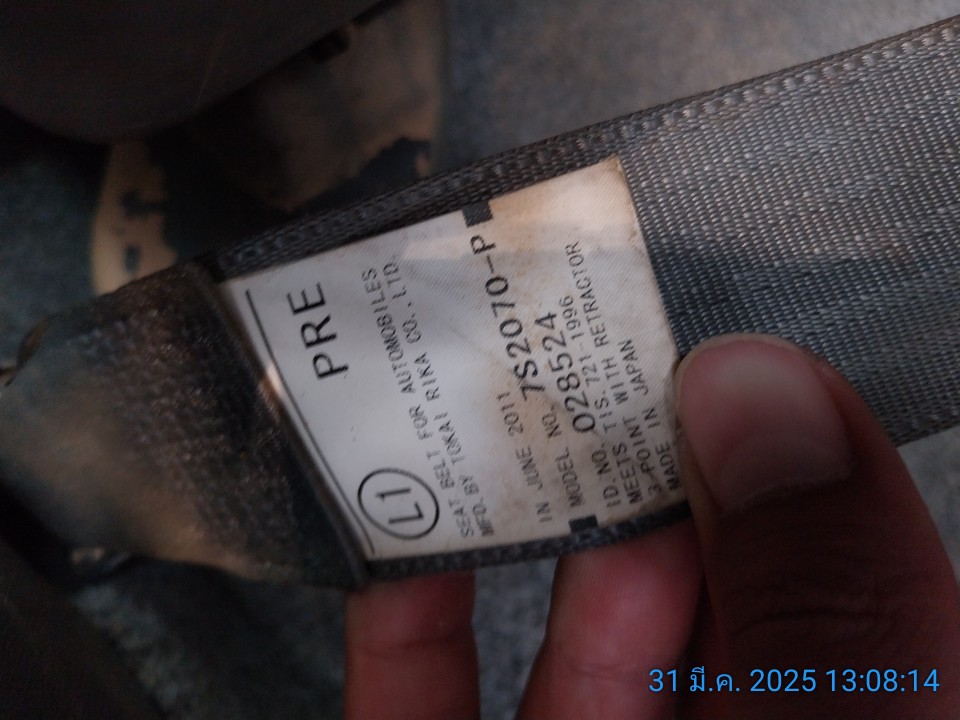 PRE
L1
SEAT BELT FOR AUTOMOBILES
MFD. BY TOKAI RIKA CO., LTD.
IN JUNE 2011
MODEL NO. 7S2070-P
ID.NO. 028524
MEETS TIS.721-1996
3-POINT WITH RETRACTOR
MADE IN JAPAN
31 มี.ค. 2025 13:08:14